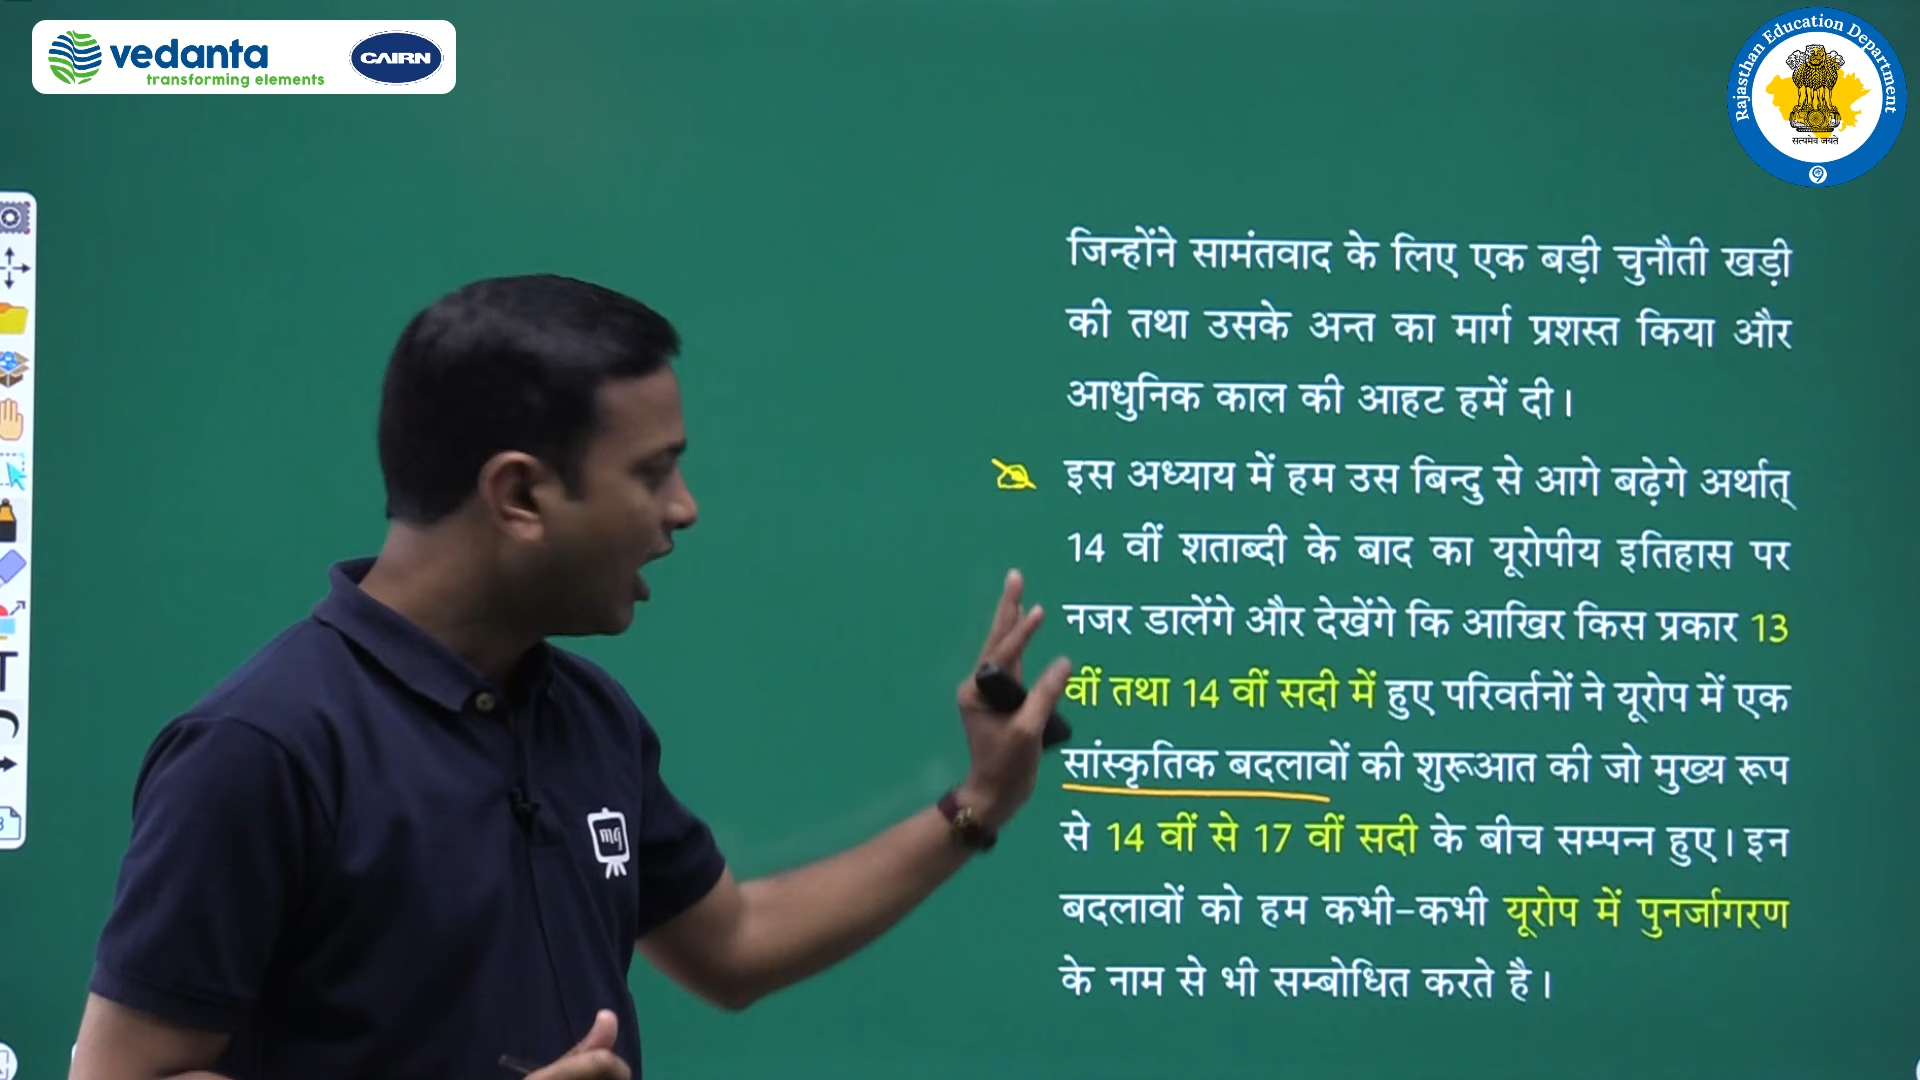 vedanta
transforming elements
CAIRN
Rajasthan Education Department
सत्यमेव जयते
जिन्होंने सामंतवाद के लिए एक बड़ी चुनौती खड़ी
की तथा उसके अन्त का मार्ग प्रशस्त किया और
आधुनिक काल की आहट हमें दी।
इस अध्याय में हम उस बिन्दु से आगे बढ़ेगे अर्थात्
14 वीं शताब्दी के बाद का यूरोपीय इतिहास पर
नजर डालेंगे और देखेंगे कि आखिर किस प्रकार 13
वीं तथा 14 वीं सदी में हुए परिवर्तनों ने यूरोप में एक
सांस्कृतिक बदलावों की शुरूआत की जो मुख्य रूप
से 14 वीं से 17 वीं सदी के बीच सम्पन्न हुए। इन
बदलावों को हम कभी-कभी यूरोप में पुनर्जागरण
के नाम से भी सम्बोधित करते है।